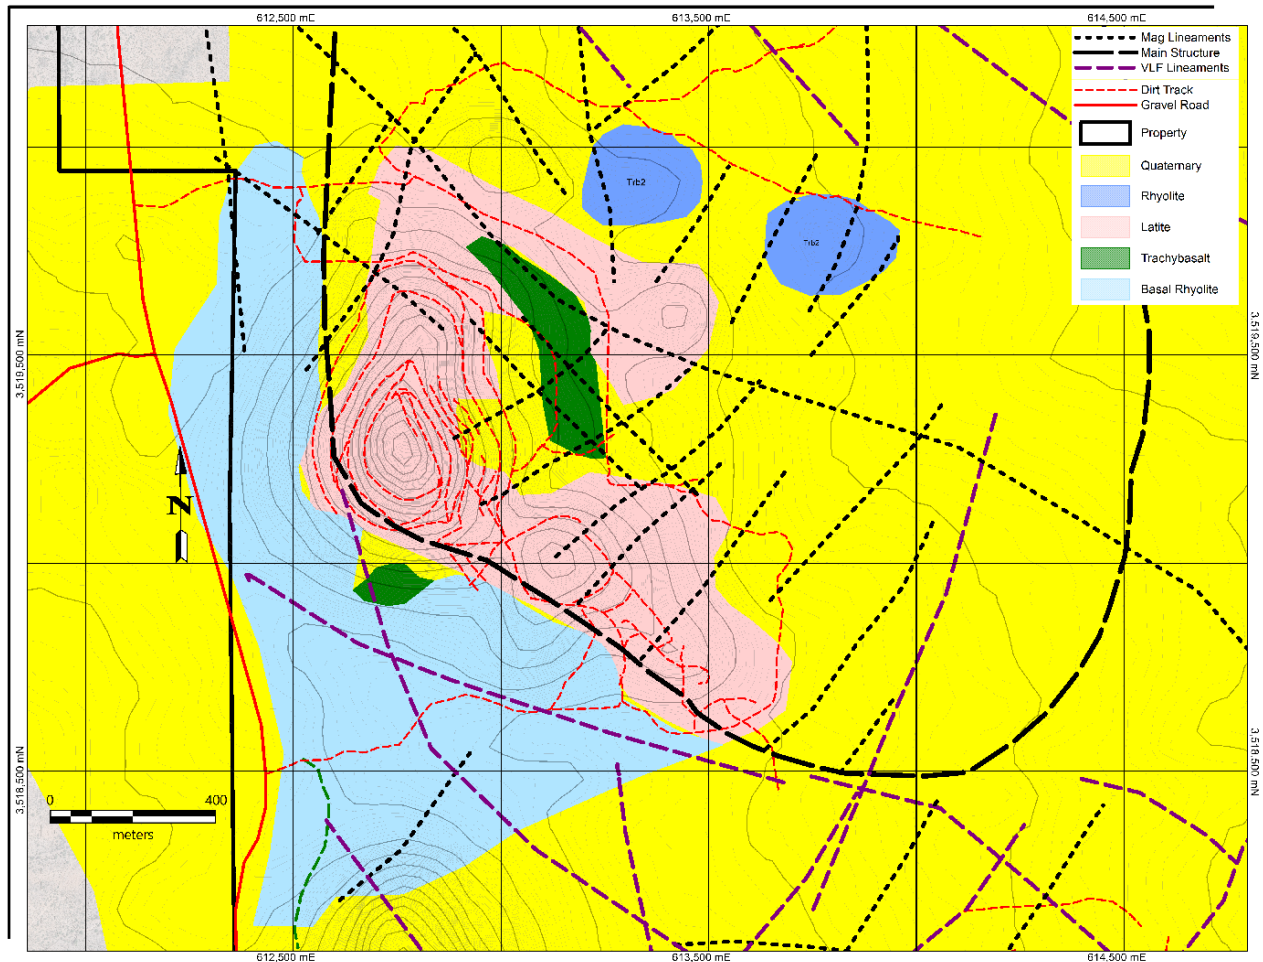 612,500 mE
613,500 mE
614,500 mE
Mag Lineaments
Main Structure
VLF Lineaments
Dirt Track
Gravel Road
Property
Quaternary
Rhyolite
Latite
Trachybasalt
Basal Rhyolite
Trb2
Trb2
3,519,500 mN
3,519,500 mN
N
3,518,500 mN
3,518,500 mN
0
400
meters
612,500 mE
613,500 mE
614,500 mE